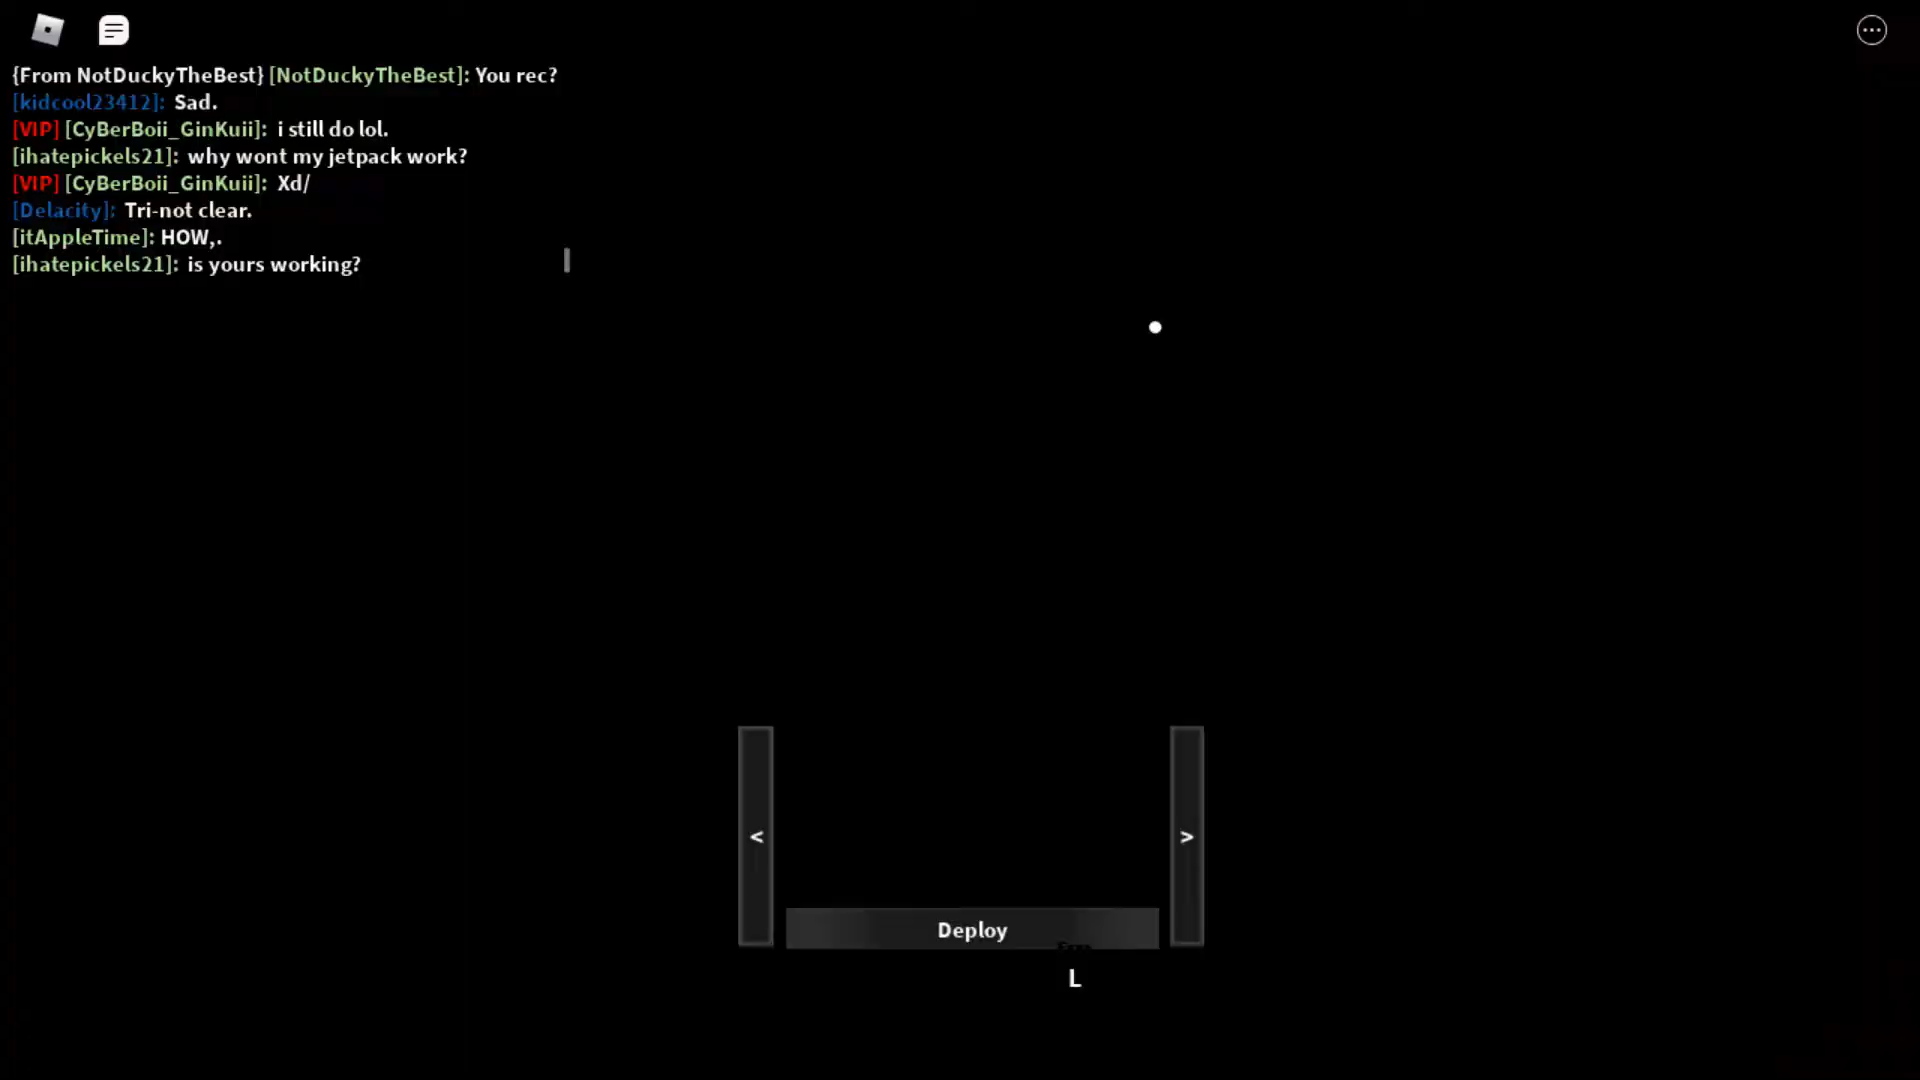 {From NotDuckyTheBest} [NotDuckyTheBest]: You rec?
[kidcool23412]: Sad.
[VIP] [CyBerBoii_GinKuii]: i still do lol.
[ihatepickels21]: why wont my jetpack work?
[VIP] [CyBerBoii_GinKuii]: Xd/
[Delacity]: Tri-not clear.
[itAppleTime]: HOW,.
[ihatepickels21]: is yours working?
<
>
Deploy
L